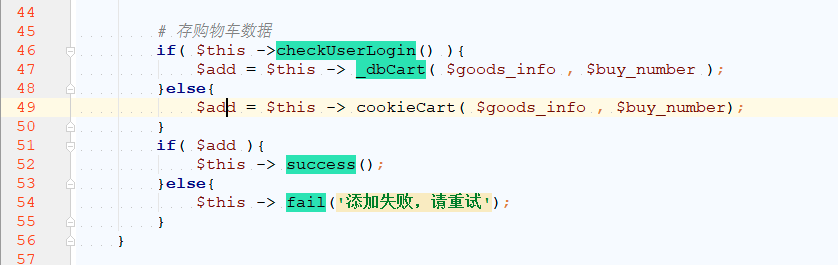 44
45 # 存购物车数据
46 if( $this ->checkUserLogin() ){
47 $add = $this -> _dbCart( $goods_info , $buy_number );
48 }else{
49 $add = $this -> cookieCart( $goods_info , $buy_number);
50 }
51 if( $add ){
52 $this -> success();
53 }else{
54 $this -> fail('添加失败，请重试');
55 }
56 }
57